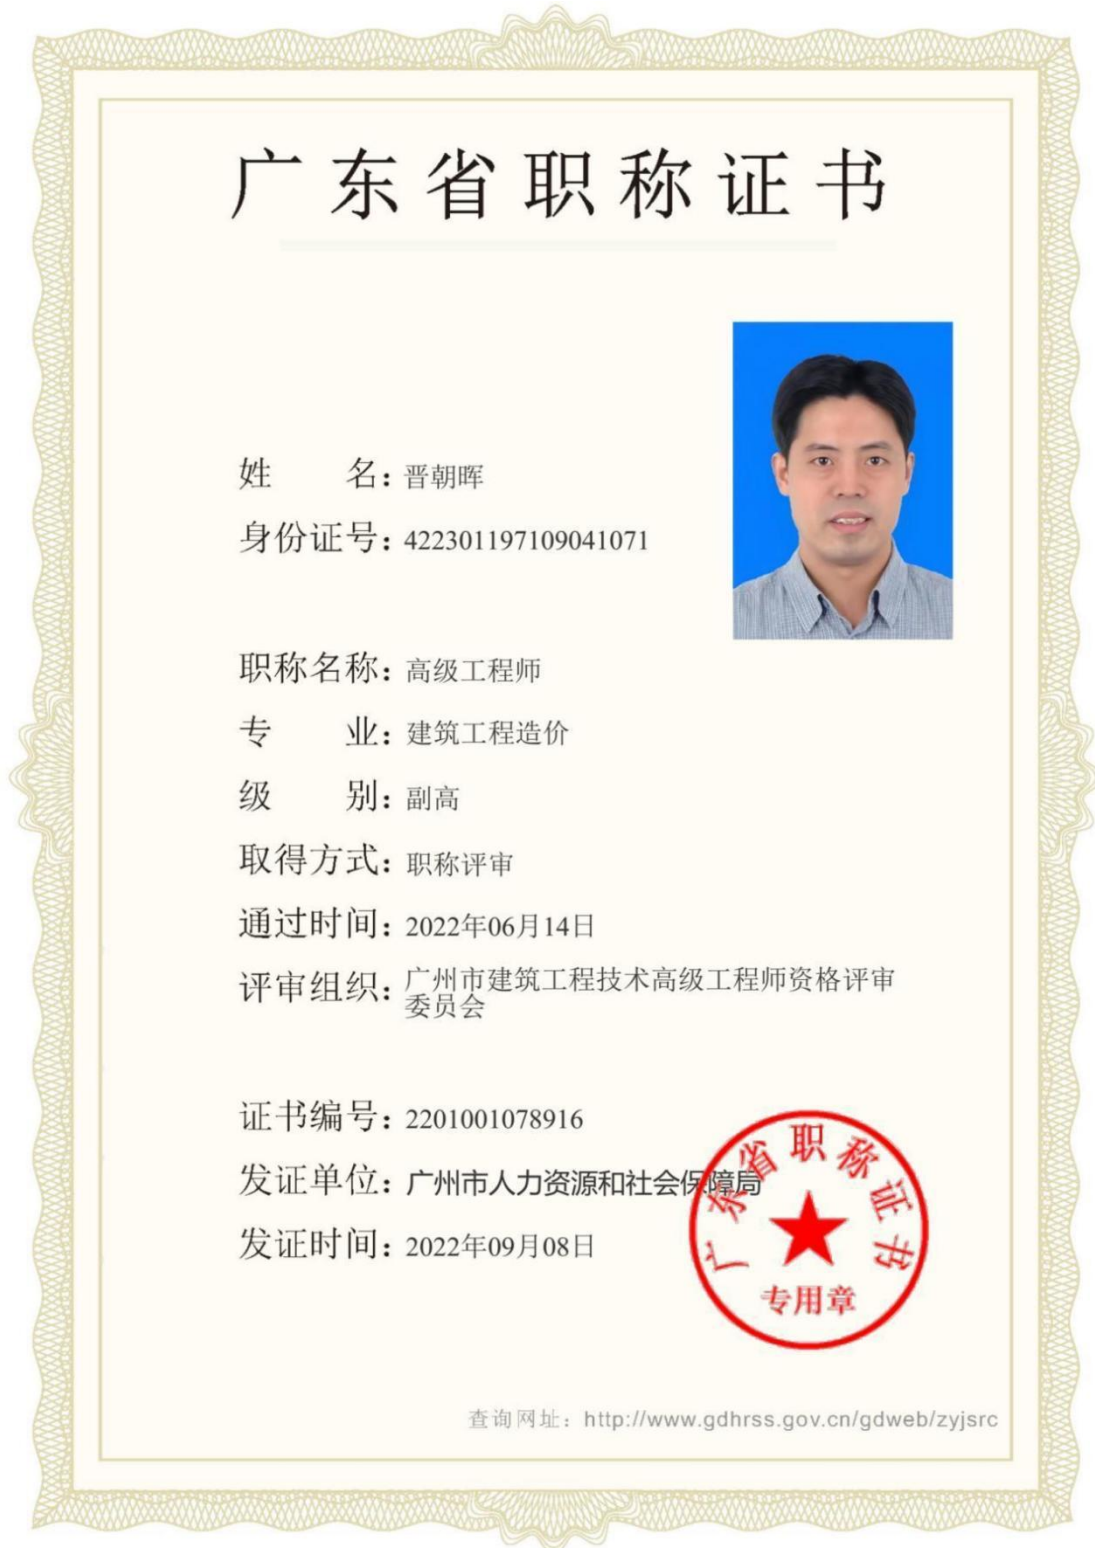 广东省职称证书
姓 名：晋朝晖
身份证号：422301197109041071
职称名称：高级工程师
专 业：建筑工程造价
级 别：副高
取得方式：职称评审
通过时间：2022年06月14日
评审组织：广州市建筑工程技术高级工程师资格评审
委员会
证书编号：2201001078916
发证单位：广州市人力资源和社会保障局
发证时间：2022年09月08日
广东省职称证书
专用章
查询网址：http://www.gdhrss.gov.cn/gdweb/zyjsrc